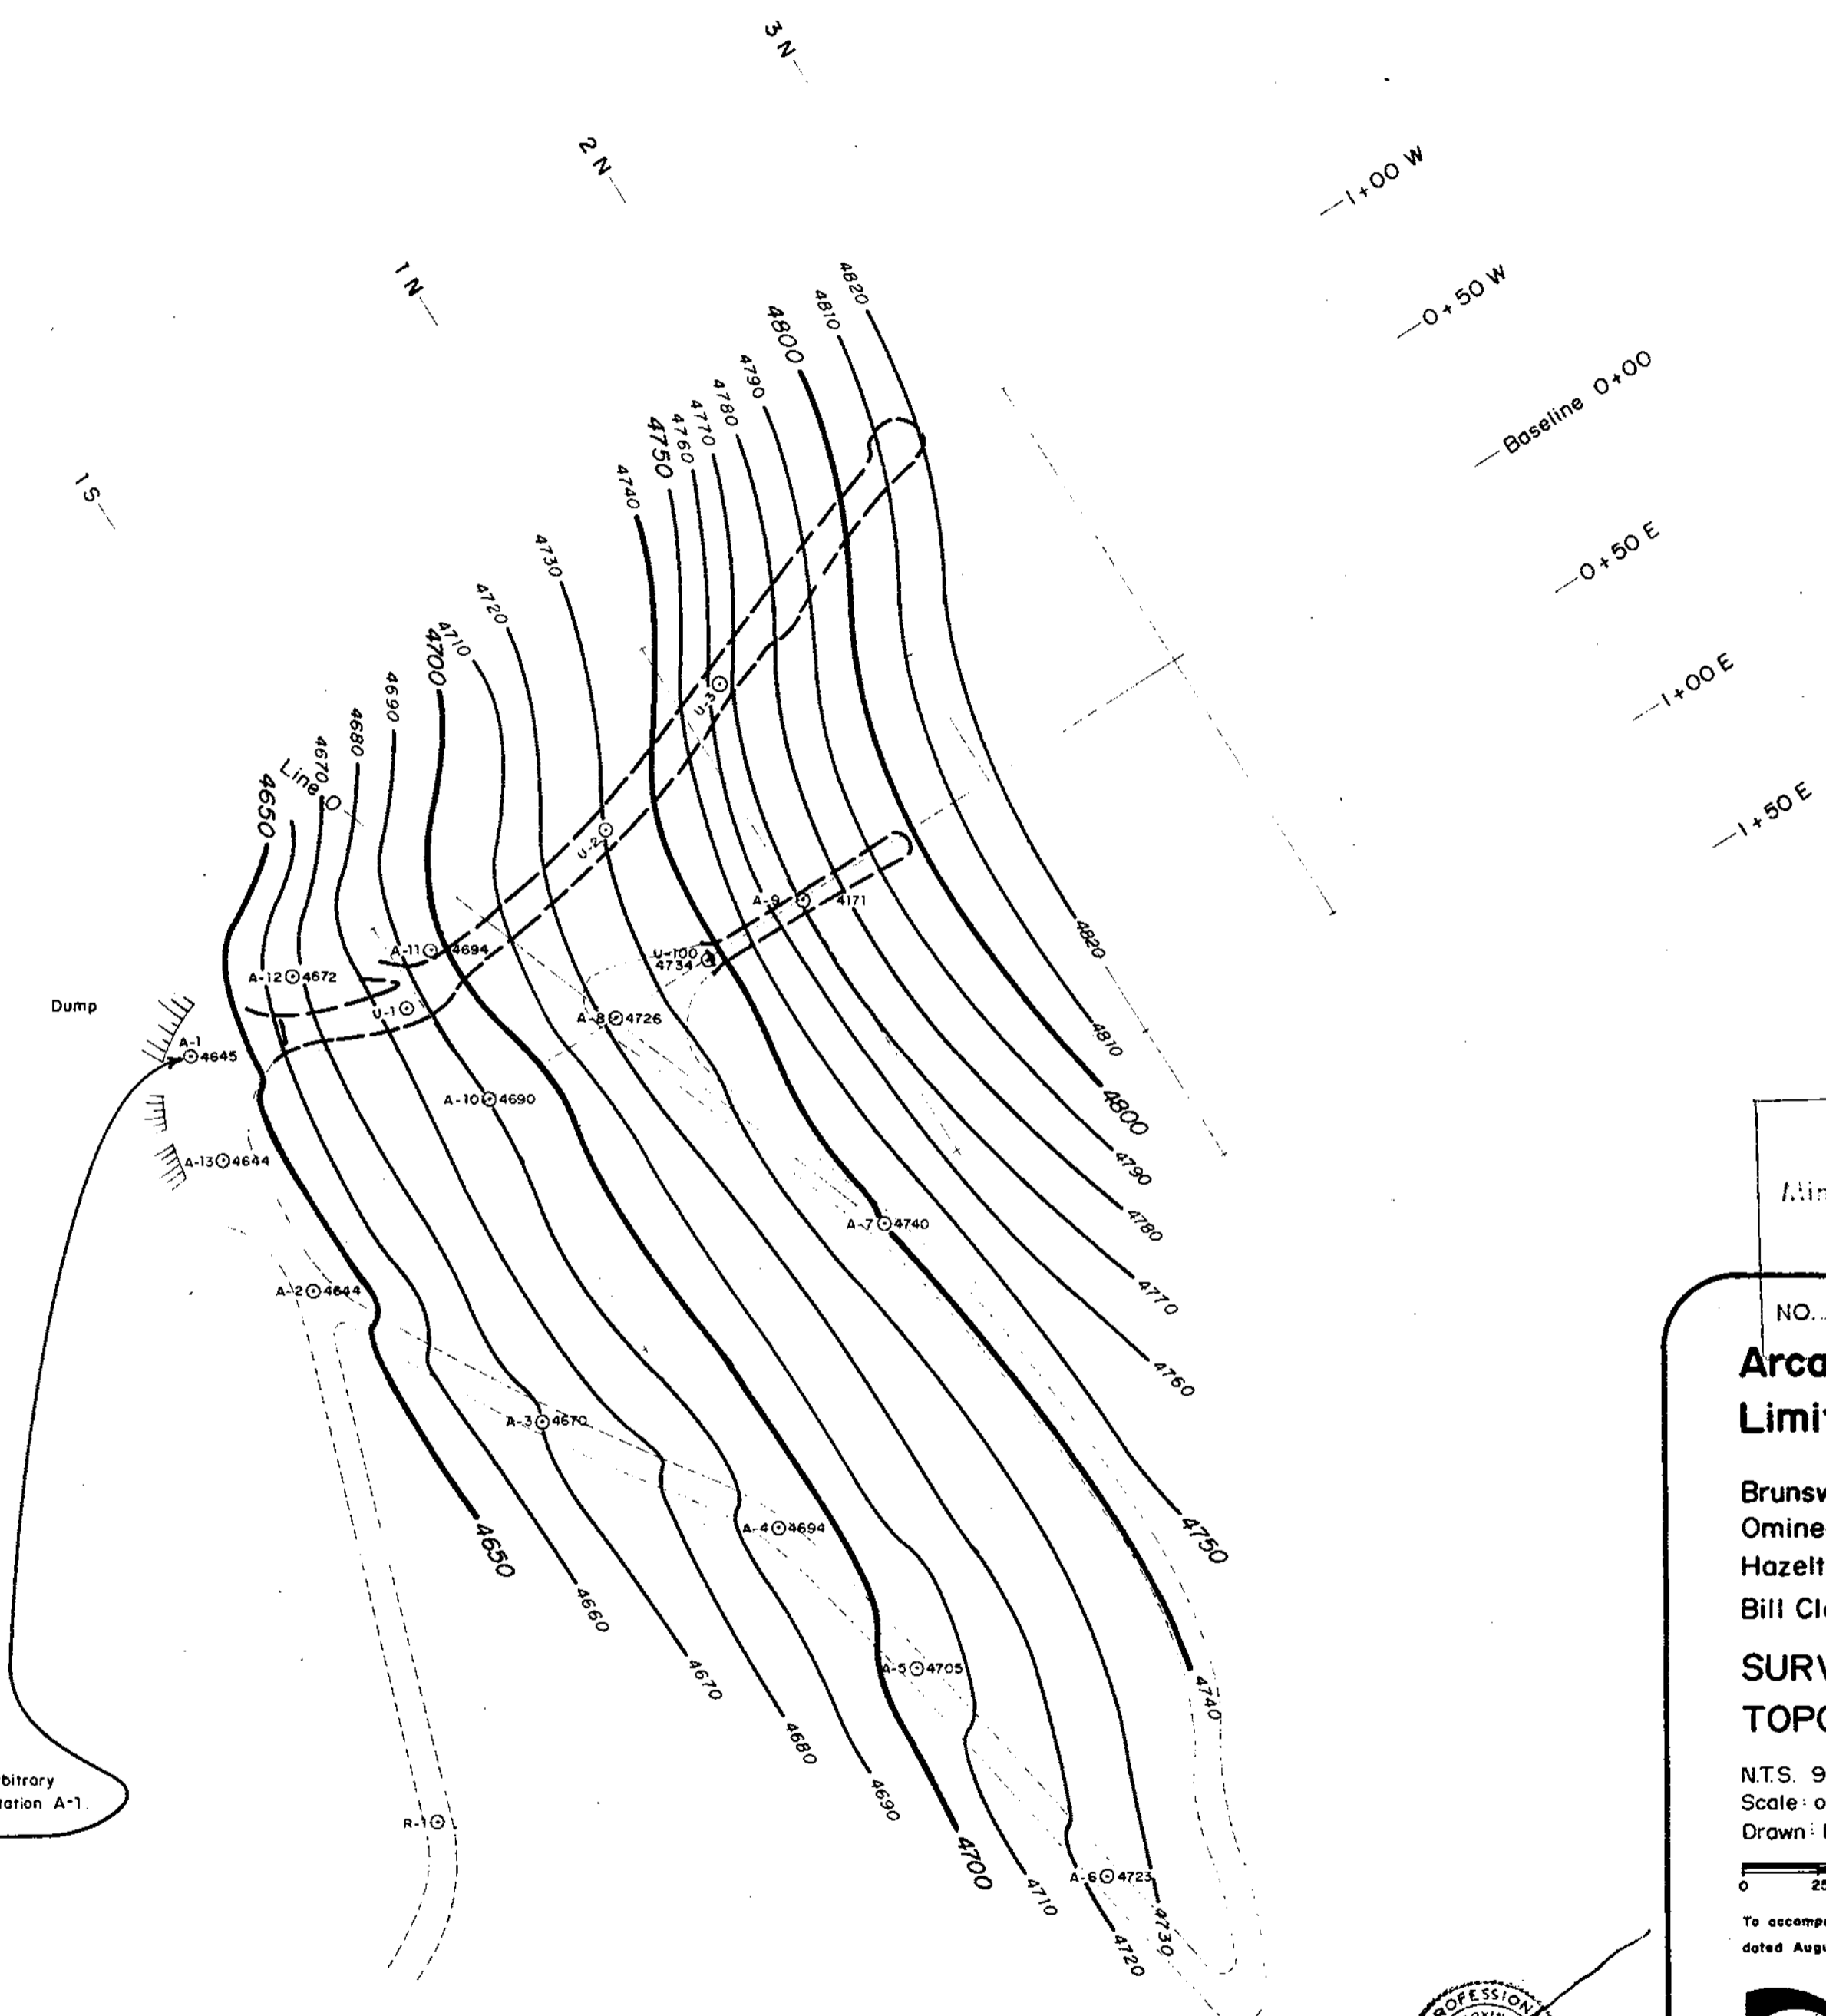 3 N
2 N
1 N
1 S
1+00 W
0+50 W
Baseline 0+00
0+50 E
1+00 E
1+50 E
4820
4810
4800
4790
4780
4770
4760
4750
4740
4730
4720
4710
4700
4690
4680
4670
4650
Line O
U-3
U-2
A-9 4171
U-100
4734
A-11 4694
A-12 4672
U-1
A-8 4726
Dump
A-1
4645
A-10 4690
A-13 4644
A-7 4740
A-2 4644
A-3 4670
A-4 4694
A-5 4705
A-6 4723
R-1
4820
4810
4800
4790
4780
4770
4760
4750
4740
4730
4720
4710
4700
4690
4680
4670
4660
4650
bitrary
tation A-1.
NO.
Arca
Limi
Brunsw
Omine
Hazelt
Bill Cl
SURV
TOPO
N.T.S. 9
Scale:
Drawn:
0 25
To accomp
dated Augu
OFESSION